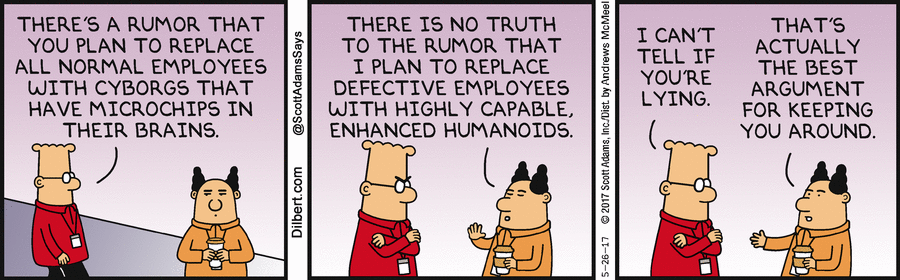 THERE'S A RUMOR THAT
YOU PLAN TO REPLACE
ALL NORMAL EMPLOYEES
WITH CYBORGS THAT
HAVE MICROCHIPS IN
THEIR BRAINS.
Dilbert.com @ScottAdamsSays
THERE IS NO TRUTH
TO THE RUMOR THAT
I PLAN TO REPLACE
DEFECTIVE EMPLOYEES
WITH HIGHLY CAPABLE,
ENHANCED HUMANOIDS.
5-26-17 © 2017 Scott Adams, Inc./Dist. by Andrews McMeel
I CAN'T
TELL IF
YOU'RE
LYING.
THAT'S
ACTUALLY
THE BEST
ARGUMENT
FOR KEEPING
YOU AROUND.